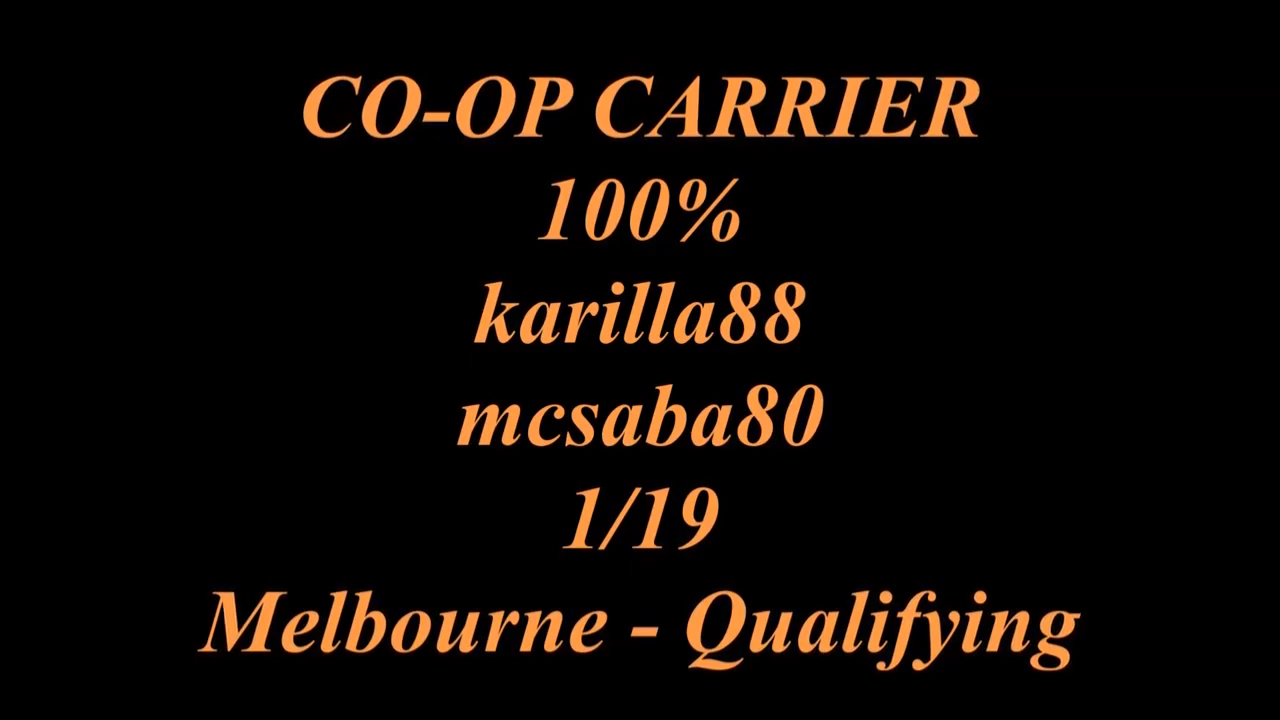 CO-OP CARRIER
100%
karilla88
mcsaba80
1/19
Melbourne - Qualifying